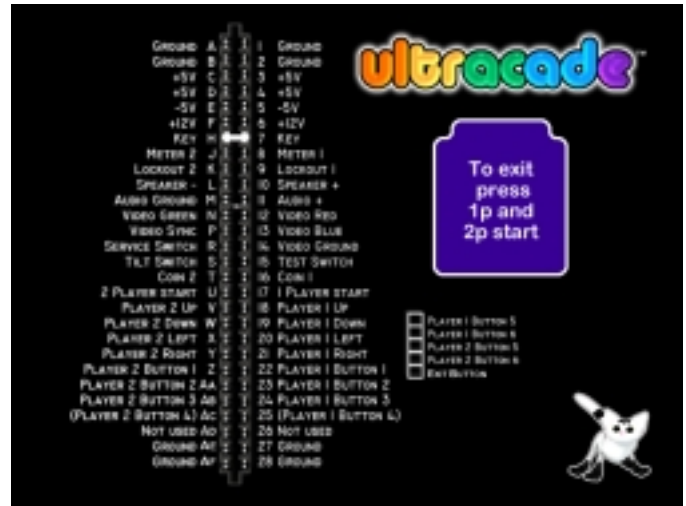 Ground A 1 Ground
Ground B 2 Ground
+5V C 3 +5V
+5V D 4 +5V
-5V E 5 -5V
+12V F 6 +12V
Key H 7 Key
Meter 2 J 8 Meter 1
Lockout 2 K 9 Lockout 1
Speaker - L 10 Speaker +
Audio Ground M 11 Audio +
Video Green N 12 Video Red
Video Sync P 13 Video Blue
Service Switch R 14 Video Ground
Tilt Switch S 15 Test Switch
Coin 2 T 16 Coin 1
2 Player start U 17 1 Player start
Player 2 Up V 18 Player 1 Up
Player 2 Down W 19 Player 1 Down
Player 2 Left X 20 Player 1 Left
Player 2 Right Y 21 Player 1 Right
Player 2 Button 1 Z 22 Player 1 Button 1
Player 2 Button 2 AA 23 Player 1 Button 2
Player 2 Button 3 AB 24 Player 1 Button 3
(Player 2 Button 4) AC 25 (Player 1 Button 4)
Not used AD 26 Not used
Ground AE 27 Ground
Ground AF 28 Ground
ultracade™
To exit
press
1p and
2p start
Player 1 Button 5
Player 1 Button 6
Player 2 Button 5
Player 2 Button 6
Exit Button